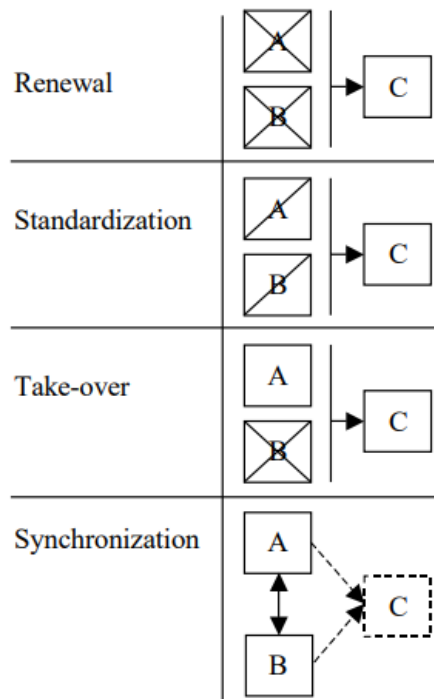 A
Renewal
C
B
A
Standardization
C
B
A
Take-over
C
B
Synchronization
A
C
B